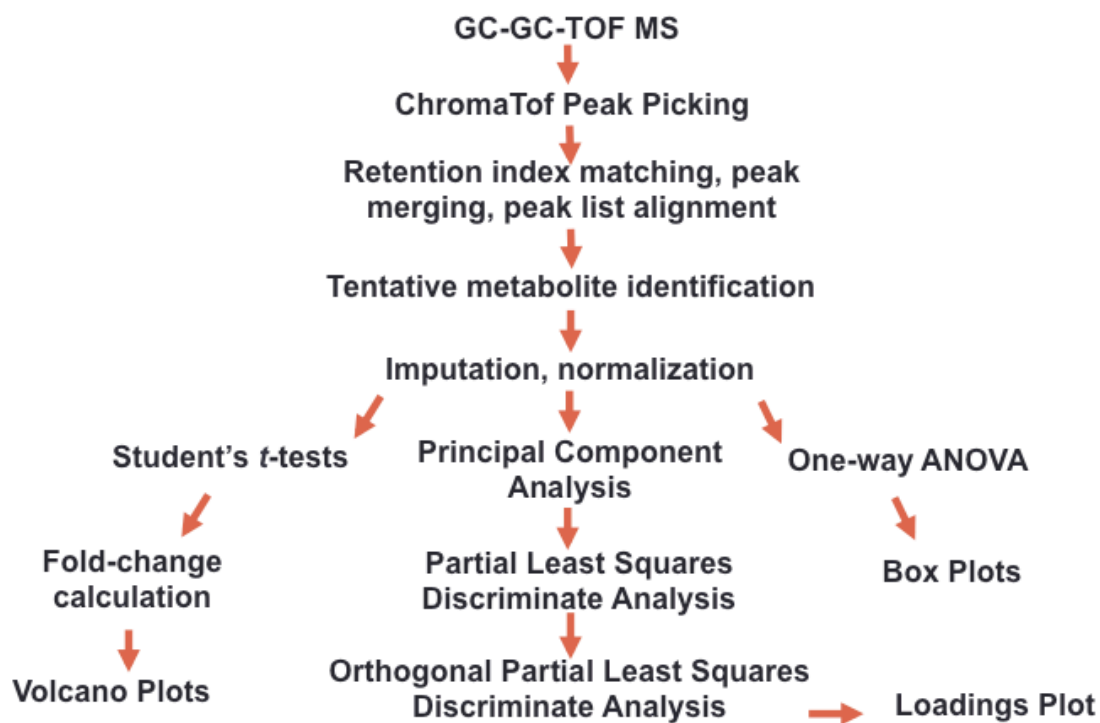 GC-GC-TOF MS
ChromaTof Peak Picking
Retention index matching, peak
merging, peak list alignment
Tentative metabolite identification
Imputation, normalization
Student’s t-tests
Principal Component
Analysis
One-way ANOVA
Fold-change
calculation
Partial Least Squares
Discriminate Analysis
Box Plots
Volcano Plots
Orthogonal Partial Least Squares
Discriminate Analysis
Loadings Plot